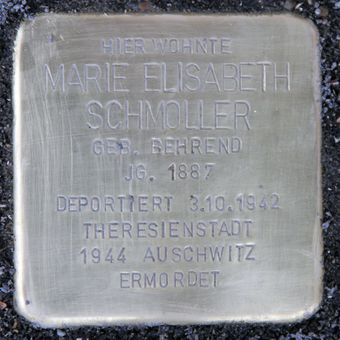 HIER WOHNTE
MARIE ELISABETH
SCHMOLLER
GEB. BEHREND
JG. 1887
DEPORTIERT 3.10.1942
THERESIENSTADT
1944 AUSCHWITZ
ERMORDET